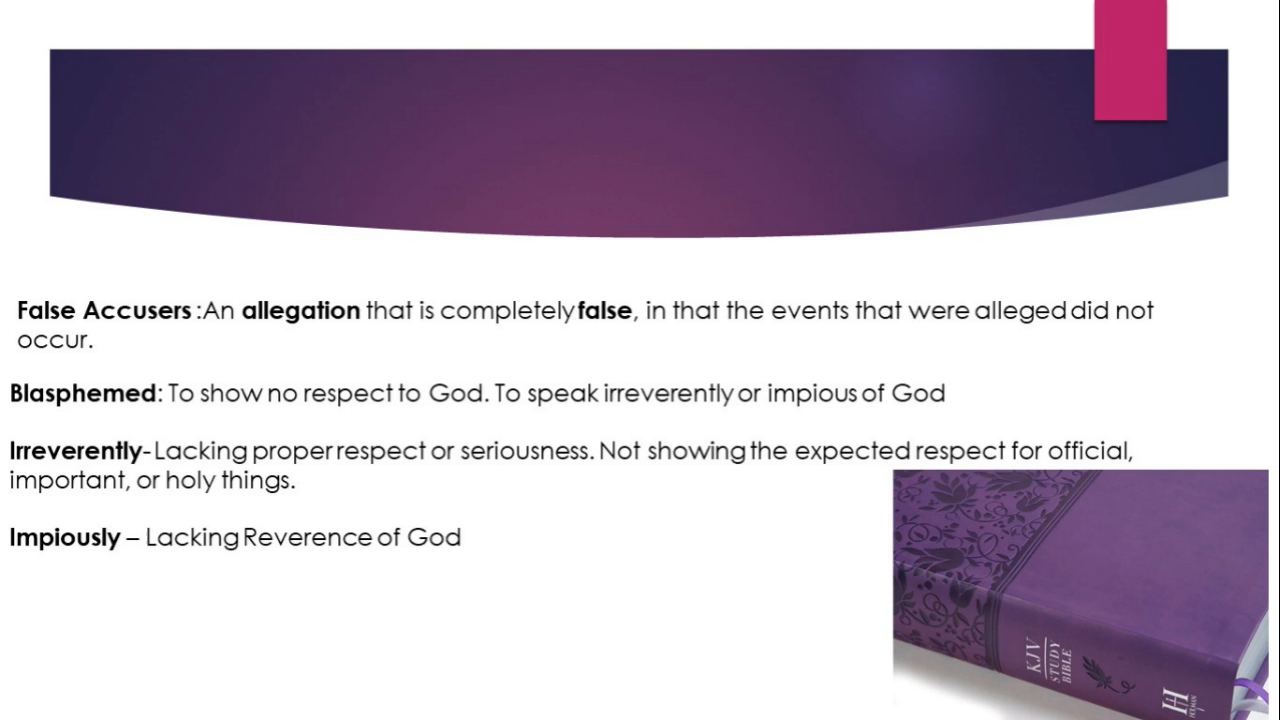 False Accusers :An allegation that is completely false, in that the events that were alleged did not
occur.
Blasphemed: To show no respect to God. To speak irreverently or impious of God
Irreverently- Lacking proper respect or seriousness. Not showing the expected respect for official,
important, or holy things.
Impiously – Lacking Reverence of God
KJV
STUDY
BIBLE
H
HOLMAN